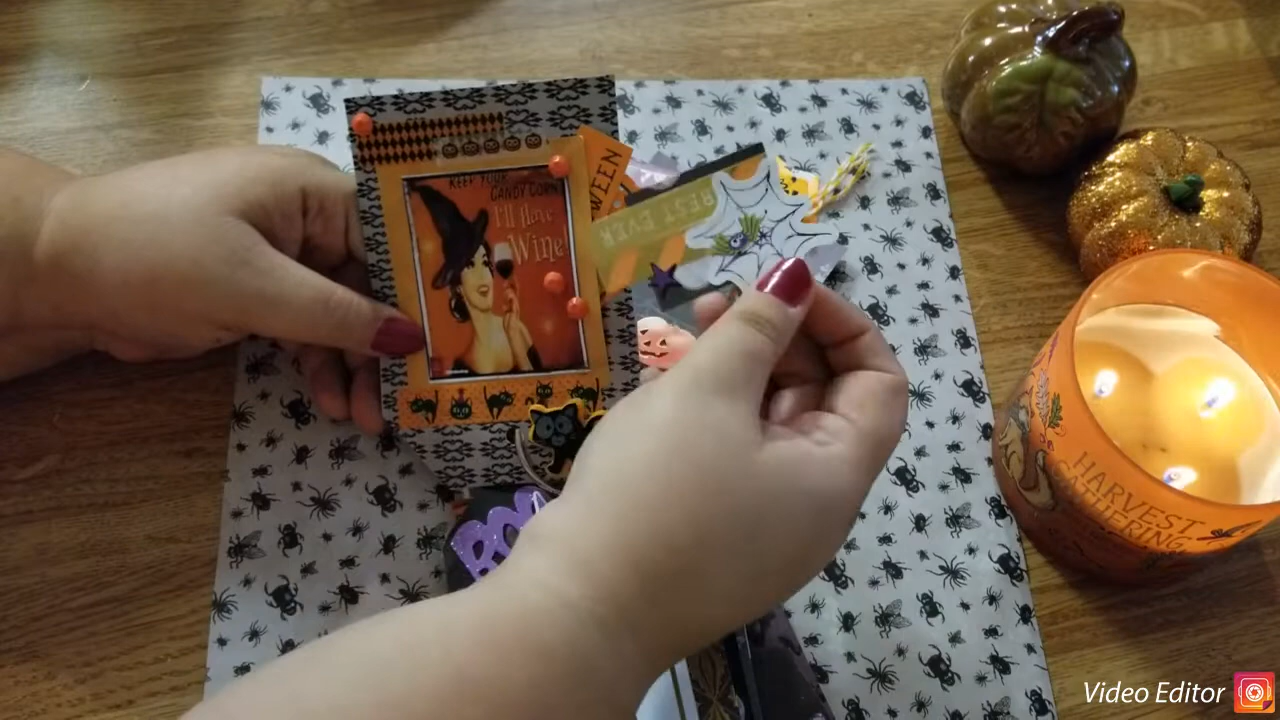 KEEP YOUR
CANDY CORN
I'll Have
Wine!
WEEN
BEST EVER
BOO
HARVEST
GATHERING
Video Editor